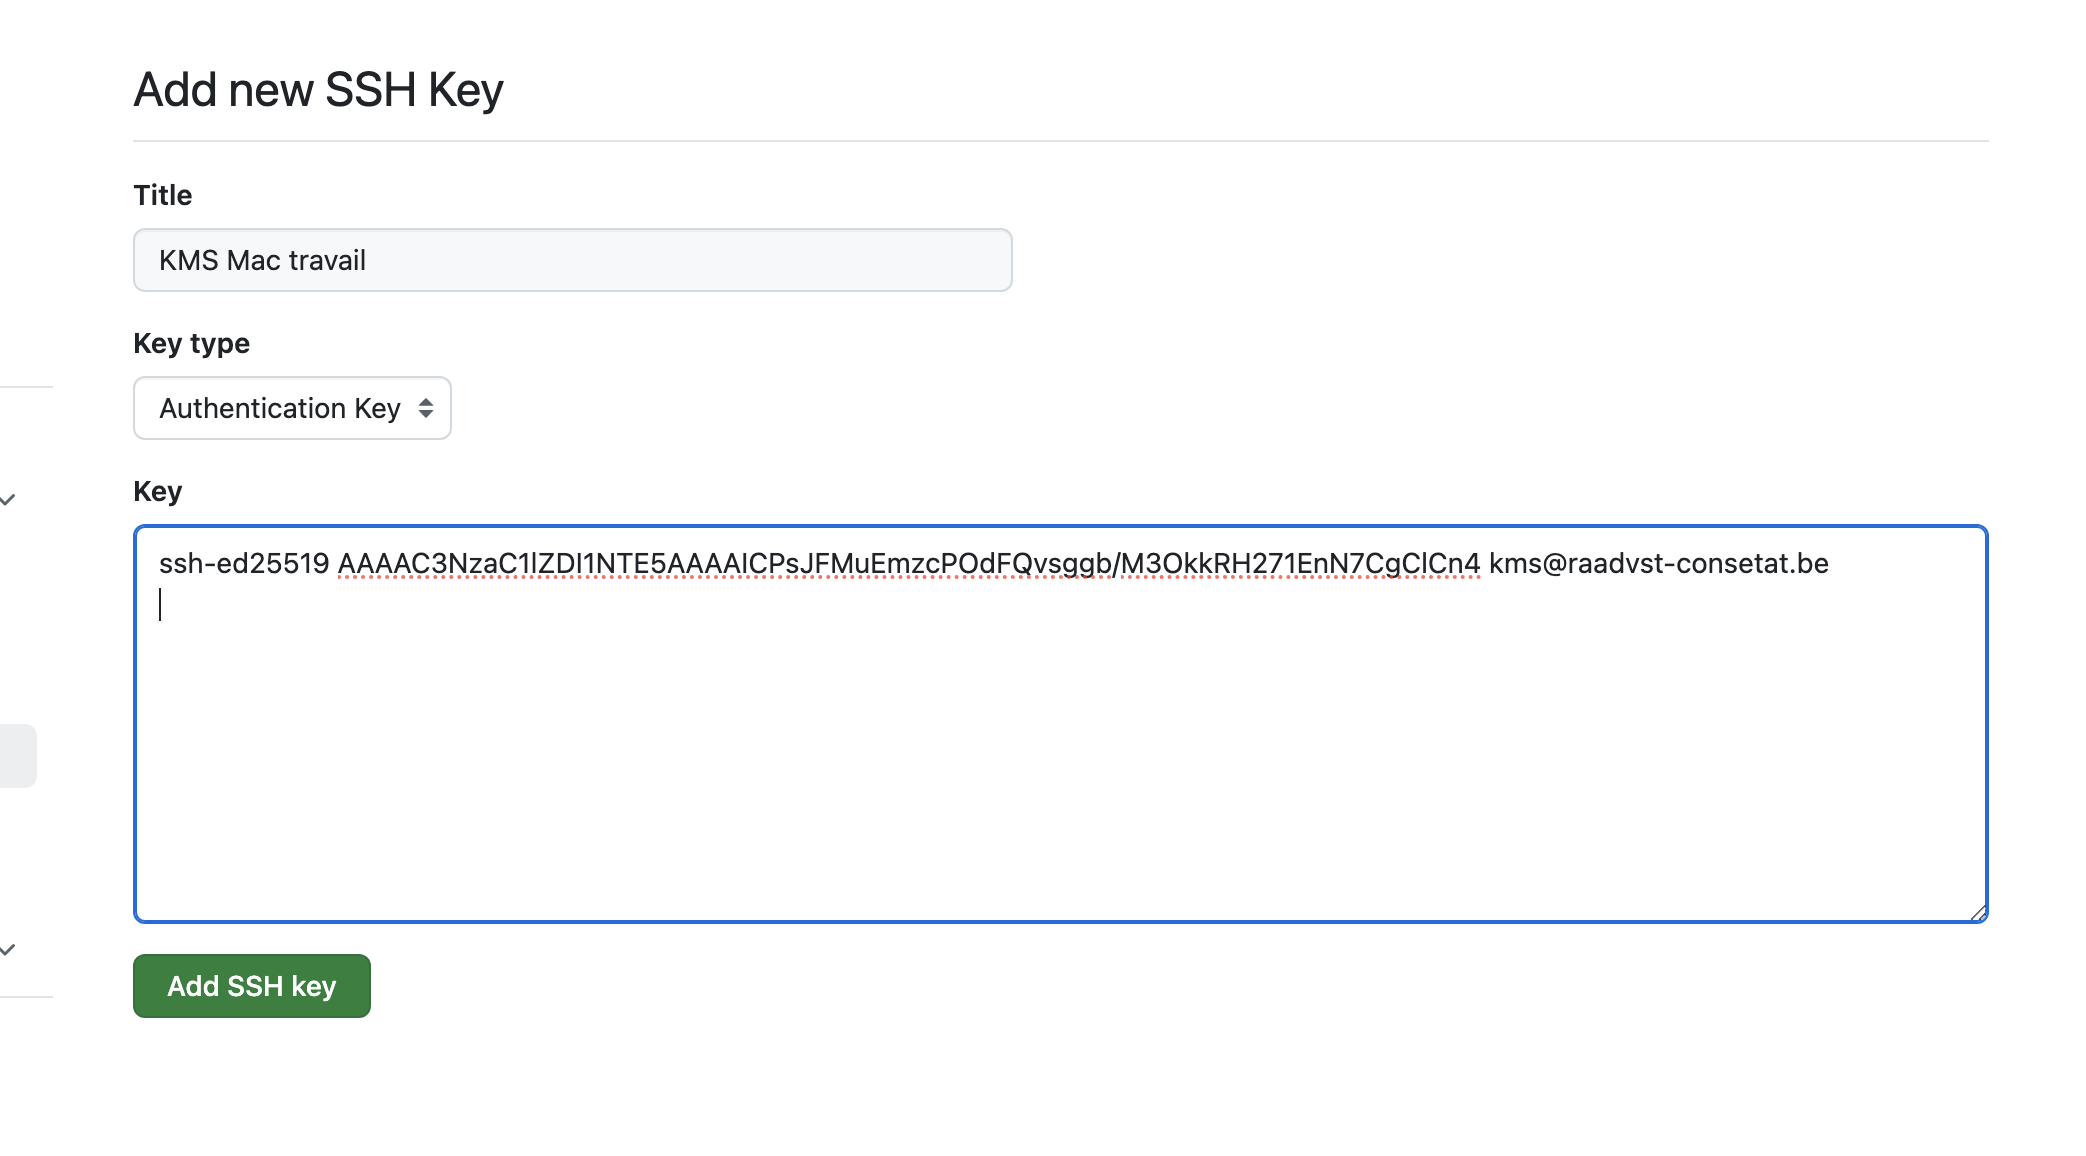 Add new SSH Key
Title
KMS Mac travail
Key type
Authentication Key
Key
ssh-ed25519 AAAAC3NzaC1lZDI1NTE5AAAAICPsJFMuEmzcPOdFQvsggb/M3OkkRH271EnN7CgClCn4 kms@raadvst-consetat.be
Add SSH key